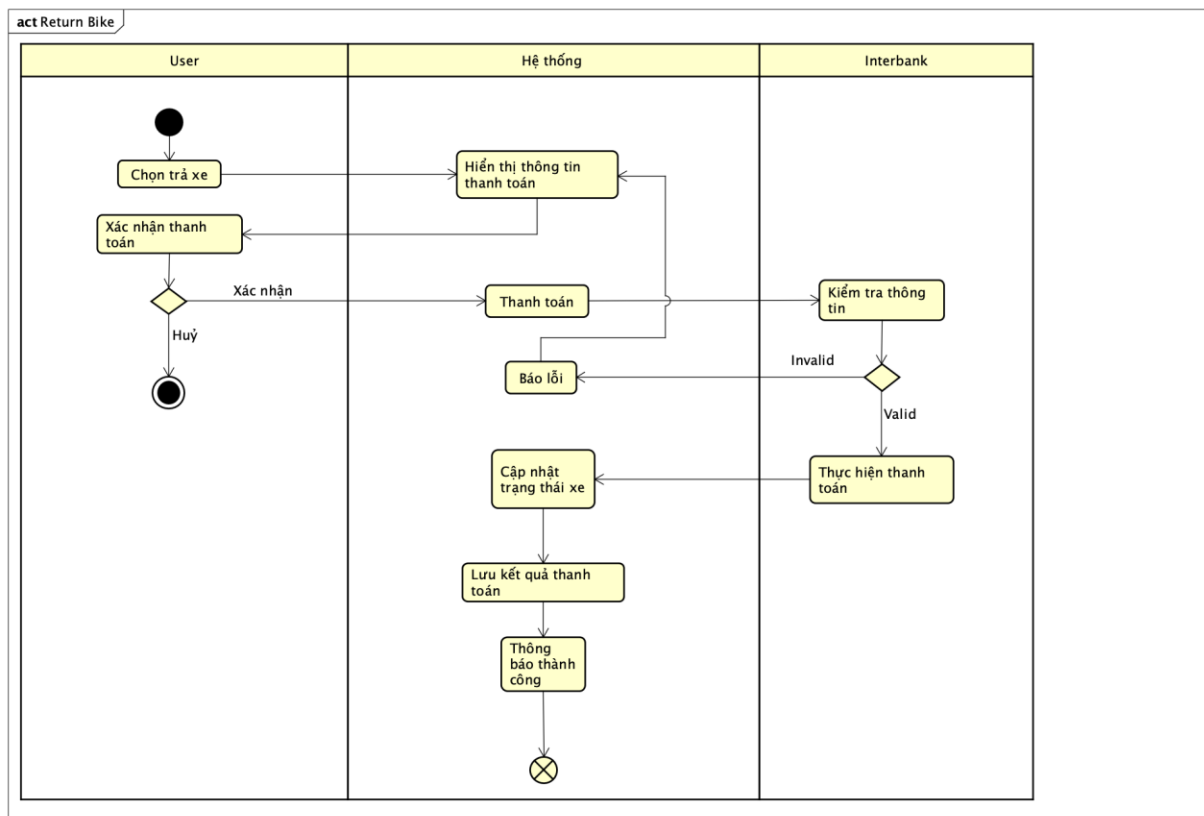 act Return Bike
User
Hệ thống
Interbank
Chọn trả xe
Hiển thị thông tin
thanh toán
Xác nhận thanh
toán
Xác nhận
Thanh toán
Kiểm tra thông
tin
Huỷ
Báo lỗi
Invalid
Valid
Cập nhật
trạng thái xe
Thực hiện thanh
toán
Lưu kết quả thanh
toán
Thông
báo thành
công